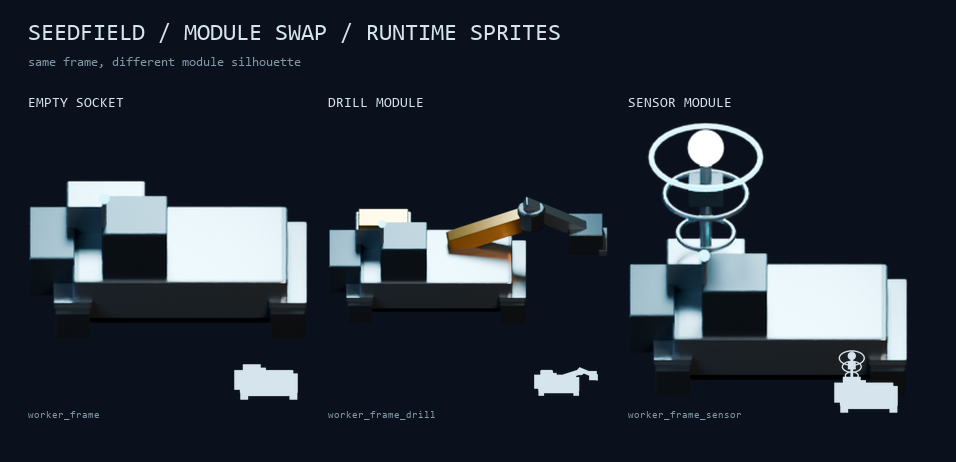 SEEDFIELD / MODULE SWAP / RUNTIME SPRITES
same frame, different module silhouette
EMPTY SOCKET
DRILL MODULE
SENSOR MODULE
worker_frame
worker_frame_drill
worker_frame_sensor